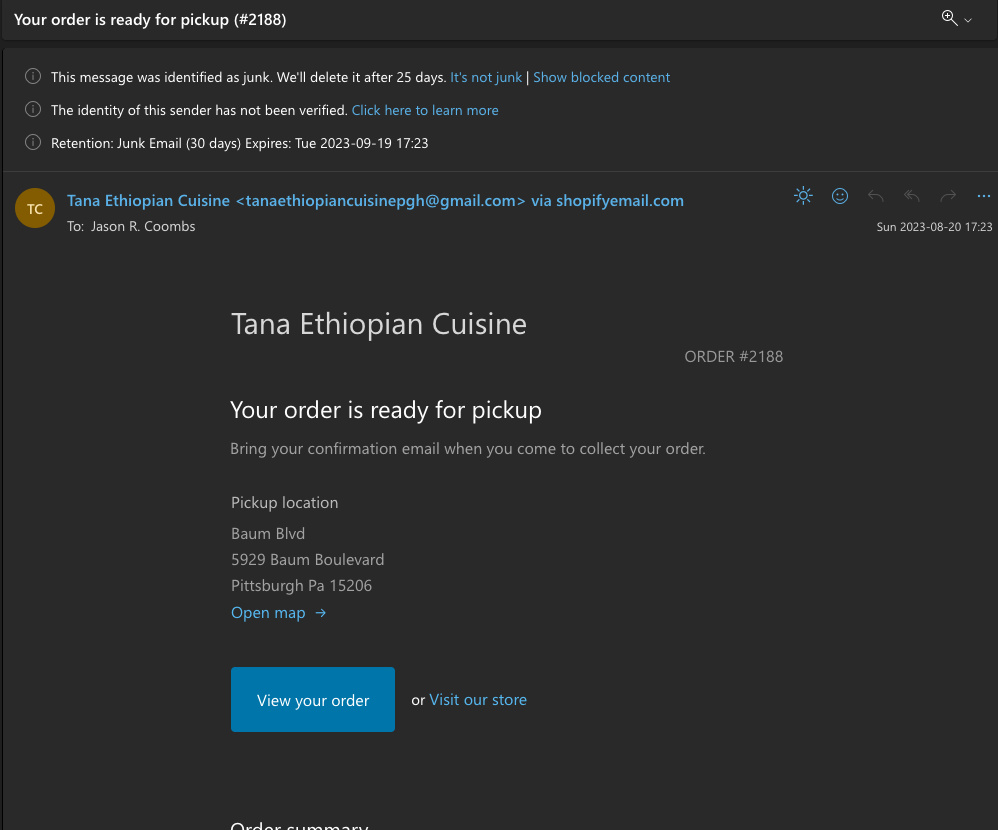 Your order is ready for pickup (#2188)
This message was identified as junk. We'll delete it after 25 days. It's not junk | Show blocked content
The identity of this sender has not been verified. Click here to learn more
Retention: Junk Email (30 days) Expires: Tue 2023-09-19 17:23
TC
Tana Ethiopian Cuisine <tanaethiopiancuisinepgh@gmail.com> via shopifyemail.com
To: Jason R. Coombs
Sun 2023-08-20 17:23
Tana Ethiopian Cuisine
ORDER #2188
Your order is ready for pickup
Bring your confirmation email when you come to collect your order.
Pickup location
Baum Blvd
5929 Baum Boulevard
Pittsburgh Pa 15206
Open map →
View your order or Visit our store
Order summary